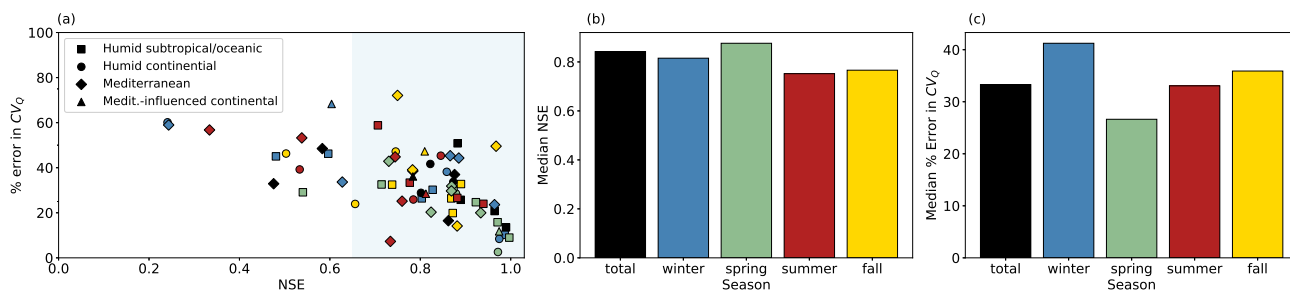 (a)
100
80
60
40
20
0
% error in CV_Q
Humid subtropical/oceanic
Humid continental
Mediterranean
Medit.-influenced continental
0.0 0.2 0.4 0.6 0.8 1.0
NSE
(b)
0.8
0.6
0.4
0.2
0.0
Median NSE
total winter spring summer fall
Season
(c)
40
30
20
10
0
Median % Error in CV_Q
total winter spring summer fall
Season